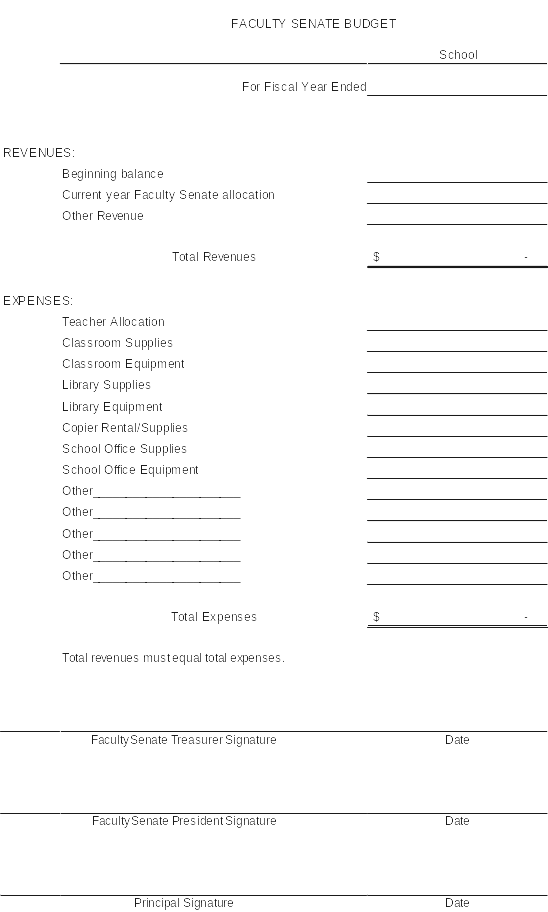 FACULTY SENATE BUDGET
School
For Fiscal Year Ended
REVENUES:
Beginning balance
Current year Faculty Senate allocation
Other Revenue
Total Revenues $ -
EXPENSES:
Teacher Allocation
Classroom Supplies
Classroom Equipment
Library Supplies
Library Equipment
Copier Rental/Supplies
School Office Supplies
School Office Equipment
Other
Other
Other
Other
Other
Total Expenses $ -
Total revenues must equal total expenses.
Faculty Senate Treasurer Signature Date
Faculty Senate President Signature Date
Principal Signature Date